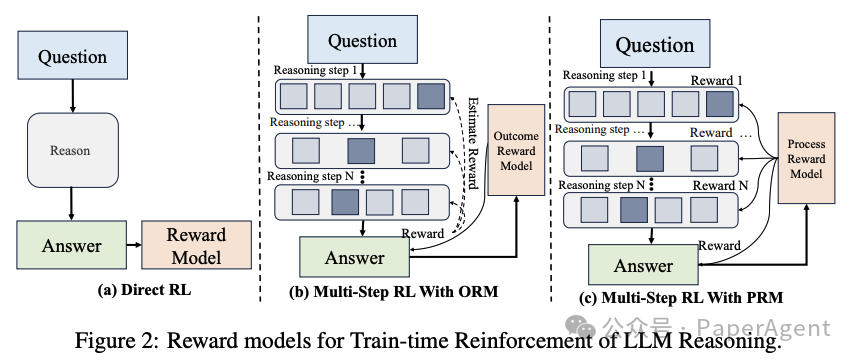 Question
Reason
Answer
Reward
Model
(a) Direct RL
Question
Reasoning step 1
Reasoning step ...
Reasoning step N
Estimate Reward
Outcome
Reward
Model
Reward
Answer
(b) Multi-Step RL With ORM
Question
Reasoning step 1
Reward 1
Reasoning step ...
Reward ...
Reasoning step N
Reward N
Process
Reward
Model
Reward
Answer
(c) Multi-Step RL With PRM
Figure 2: Reward models for Train-time Reinforcement of LLM Reasoning.
公众号 · PaperAgent